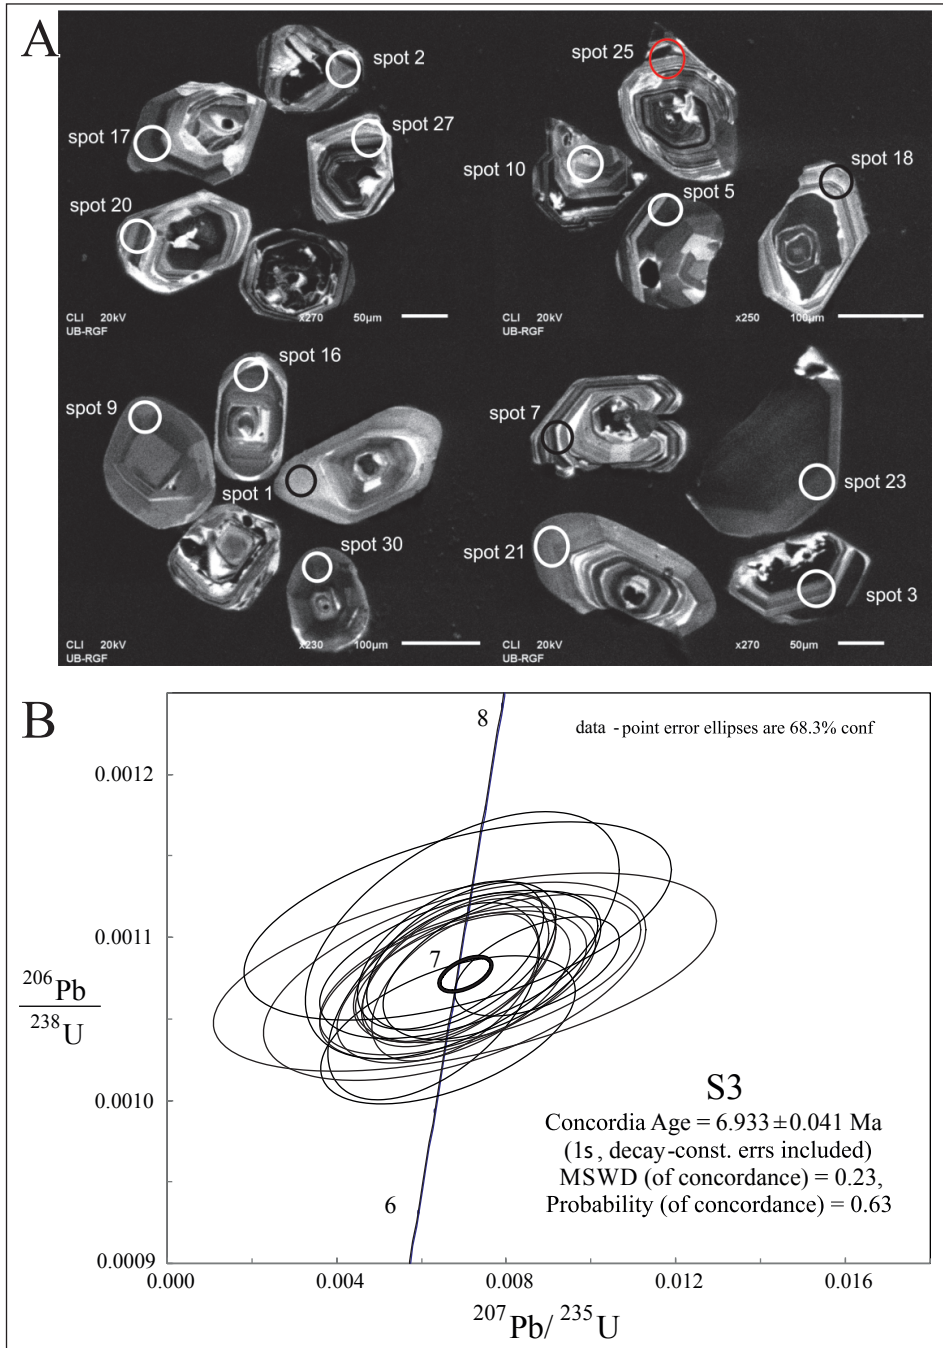 A
spot 2
spot 17
spot 27
spot 20
CLI 20kV x270 50μm
UB-RGF
spot 25
spot 10
spot 5
spot 18
CLI 20kV x250 100μm
UB-RGF
spot 16
spot 9
spot 1
spot 30
CLI 20kV x230 100μm
UB-RGF
spot 7
spot 23
spot 21
spot 3
CLI 20kV x270 50μm
UB-RGF
B
8
data - point error ellipses are 68.3% conf
0.0012
0.0011
7
206Pb
238U
0.0010
S3
Concordia Age = 6.933±0.041 Ma
(1s, decay-const. errs included)
MSWD (of concordance) = 0.23,
Probability (of concordance) = 0.63
6
0.0009
0.000 0.004 0.008 0.012 0.016
207Pb/ 235U